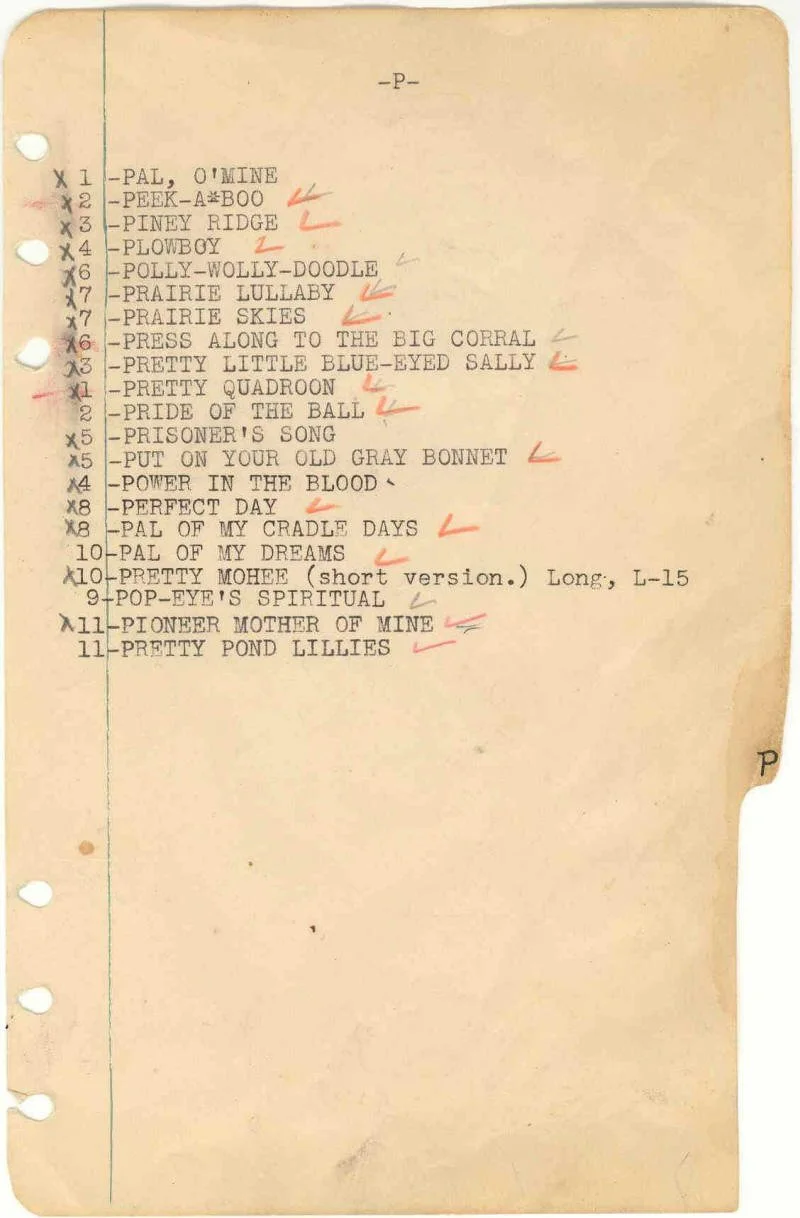 -P-
X 1 -PAL, O'MINE
X 2 -PEEK-A*BOO
X 3 -PINEY RIDGE
X 4 -PLOWBOY
X 6 -POLLY-WOLLY-DOODLE
X 7 -PRAIRIE LULLABY
X 7 -PRAIRIE SKIES
X 6 -PRESS ALONG TO THE BIG CORRAL
X 3 -PRETTY LITTLE BLUE-EYED SALLY
X 1 -PRETTY QUADROON
2 -PRIDE OF THE BALL
X 5 -PRISONER'S SONG
X 5 -PUT ON YOUR OLD GRAY BONNET
X 4 -POWER IN THE BLOOD
X 8 -PERFECT DAY
X 8 -PAL OF MY CRADLE DAYS
10-PAL OF MY DREAMS
X 10-PRETTY MOHEE (short version.) Long, L-15
9-POP-EYE'S SPIRITUAL
X 11-PIONEER MOTHER OF MINE
11-PRETTY POND LILLIES
P